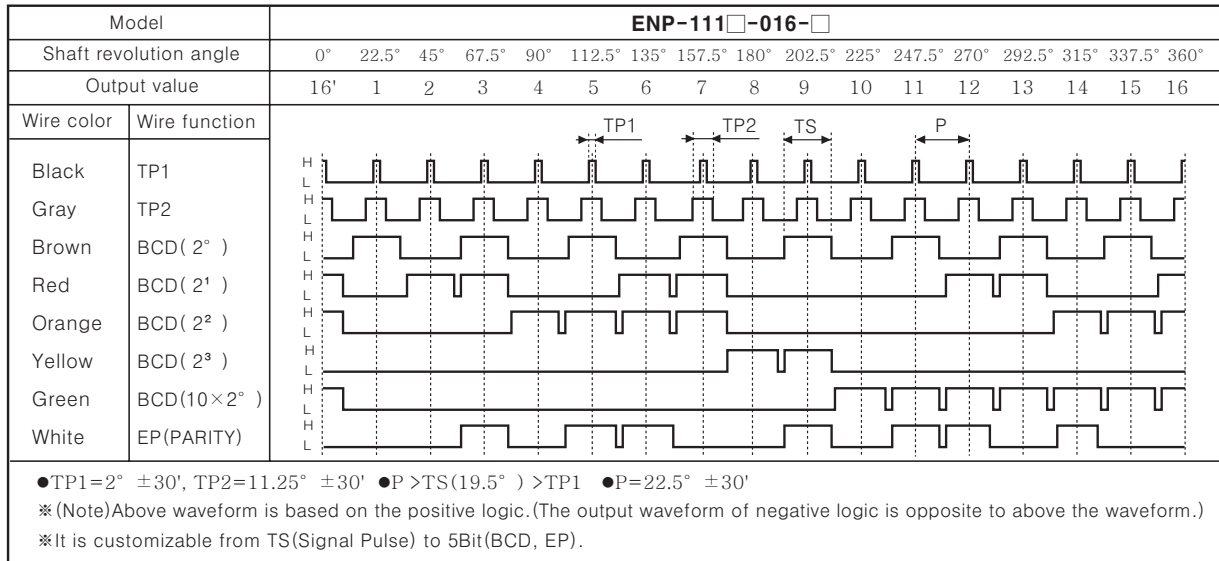 Model ENP-111□-016-□
Shaft revolution angle 0° 22.5° 45° 67.5° 90° 112.5° 135° 157.5° 180° 202.5° 225° 247.5° 270° 292.5° 315° 337.5° 360°
Output value 16' 1 2 3 4 5 6 7 8 9 10 11 12 13 14 15 16
Wire color Wire function TP1 TP2 TS P
Black TP1 H L
Gray TP2 H L
Brown BCD( 2° ) H L
Red BCD( 2¹ ) H L
Orange BCD( 2² ) H L
Yellow BCD( 2³ ) H L
Green BCD(10×2° ) H L
White EP(PARITY) H L
●TP1=2° ±30', TP2=11.25° ±30' ●P >TS(19.5° ) >TP1 ●P=22.5° ±30'
※(Note)Above waveform is based on the positive logic.(The output waveform of negative logic is opposite to above the waveform.)
※It is customizable from TS(Signal Pulse) to 5Bit(BCD, EP).